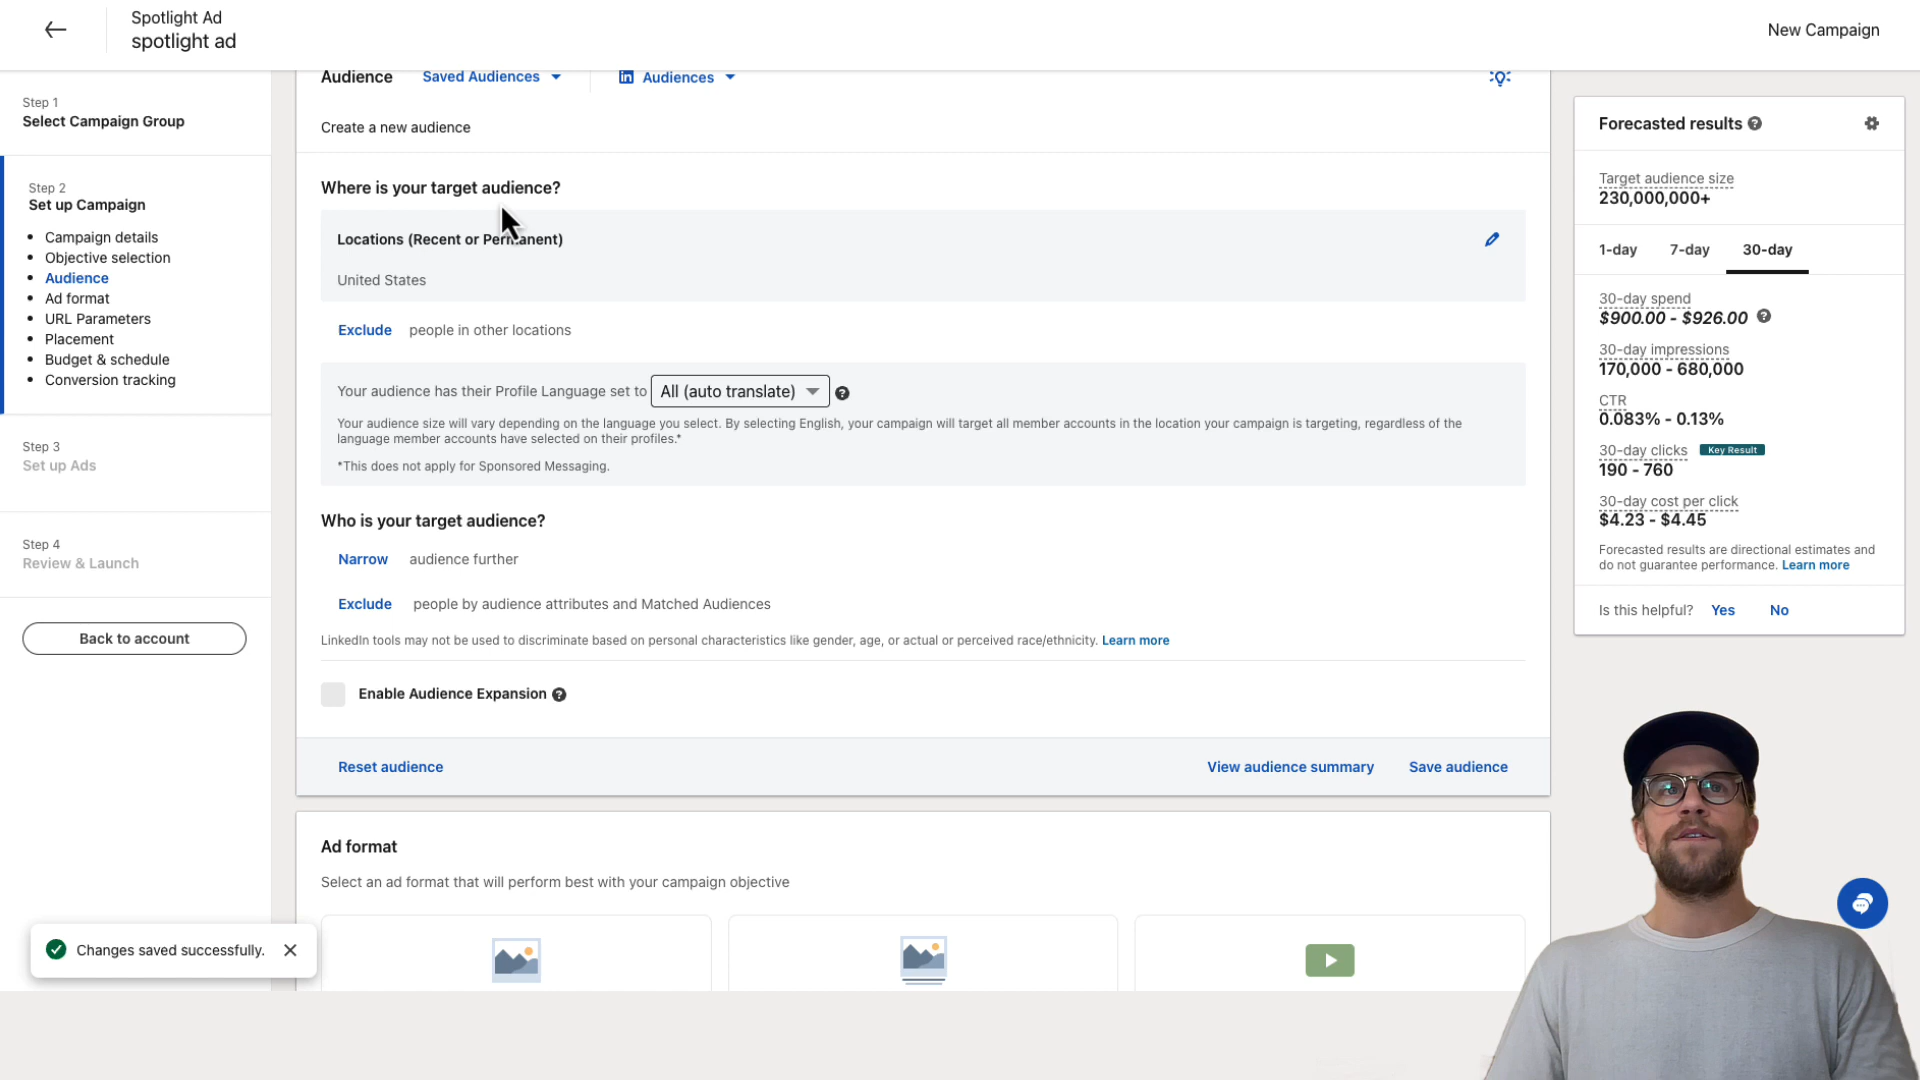 Spotlight Ad
spotlight ad
New Campaign
Step 1
Select Campaign Group
Step 2
Set up Campaign
Campaign details
Objective selection
Audience
Ad format
URL Parameters
Placement
Budget & schedule
Conversion tracking
Step 3
Set up Ads
Step 4
Review & Launch
Back to account
Changes saved successfully.
Audience Saved Audiences in Audiences
Create a new audience
Where is your target audience?
Locations (Recent or Permanent)
United States
Exclude people in other locations
Your audience has their Profile Language set to All (auto translate)
Your audience size will vary depending on the language you select. By selecting English, your campaign will target all member accounts in the location your campaign is targeting, regardless of the
language member accounts have selected on their profiles.*
*This does not apply for Sponsored Messaging.
Who is your target audience?
Narrow audience further
Exclude people by audience attributes and Matched Audiences
LinkedIn tools may not be used to discriminate based on personal characteristics like gender, age, or actual or perceived race/ethnicity. Learn more
Enable Audience Expansion
Reset audience View audience summary Save audience
Ad format
Select an ad format that will perform best with your campaign objective
Forecasted results
Target audience size
230,000,000+
1-day 7-day 30-day
30-day spend
$900.00 - $926.00
30-day impressions
170,000 - 680,000
CTR
0.083% - 0.13%
30-day clicks Key Result
190 - 760
30-day cost per click
$4.23 - $4.45
Forecasted results are directional estimates and
do not guarantee performance. Learn more
Is this helpful? Yes No